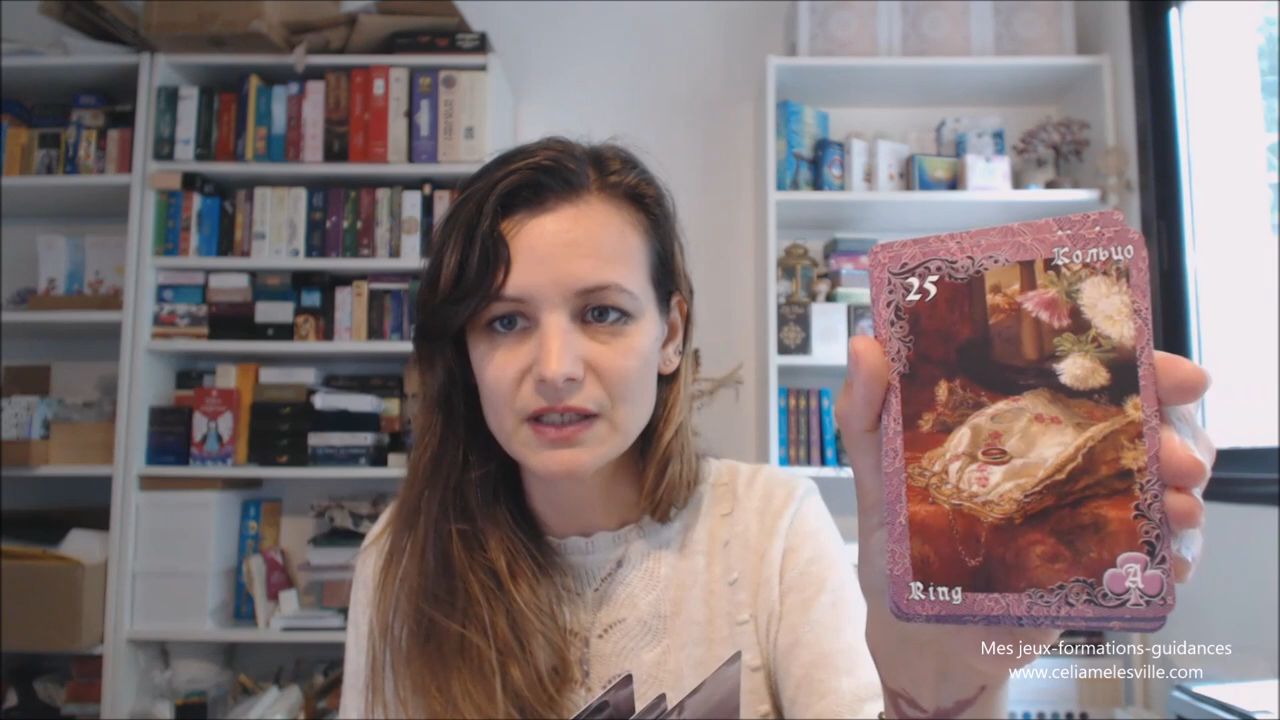 25
Кольцо
Ring
A
Mes jeux-formations-guidances
www.celiamelesville.com